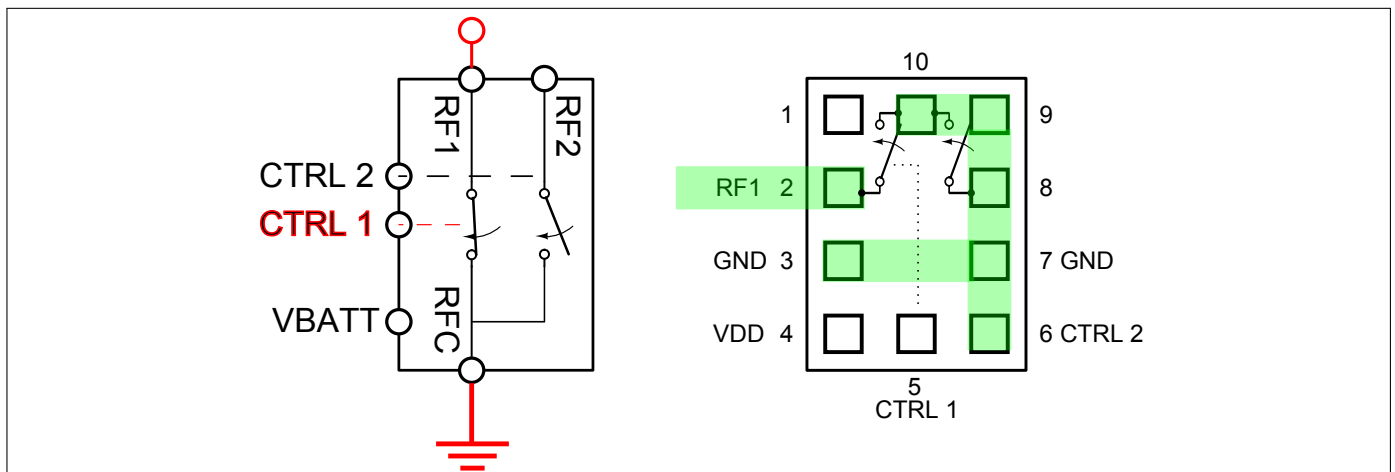 RF1
RF2
CTRL 2
CTRL 1
VBATT
RFC
10
1
9
RF1 2
8
GND 3
7 GND
VDD 4
6 CTRL 2
5
CTRL 1